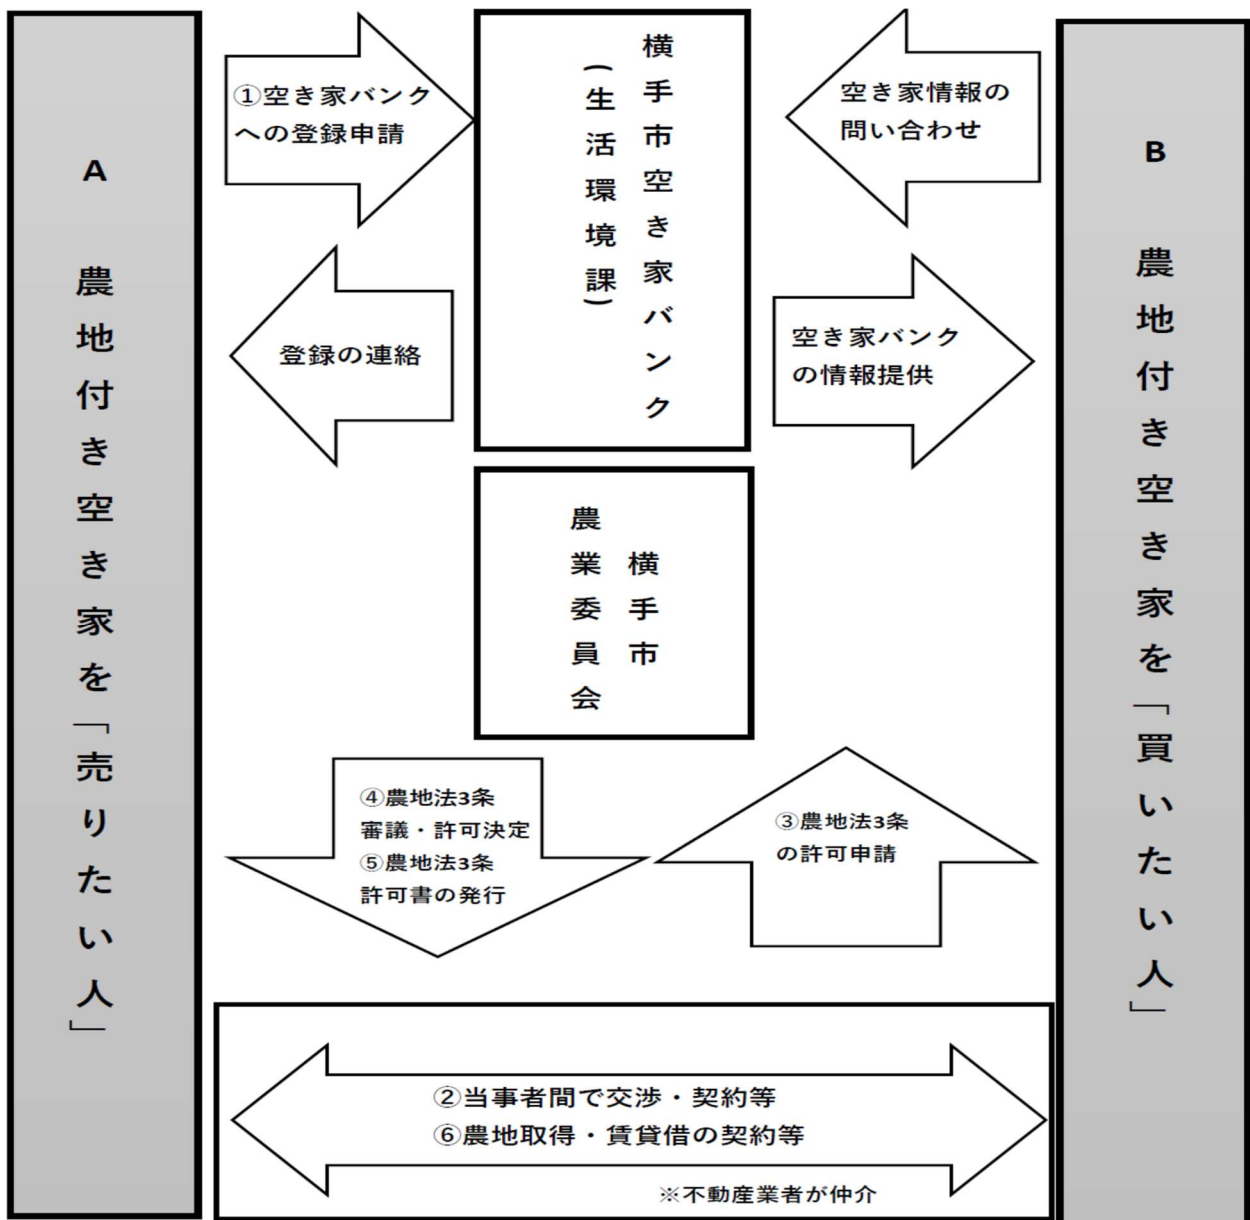 A 農地付き空き家を「売りたい人」
①空き家バンク
への登録申請
登録の連絡
横手市空き家バンク
(生活環境課)
空き家情報の
問い合わせ
空き家バンク
の情報提供
B 農地付き空き家を「買いたい人」
横手市
農業委員会
④農地法3条
審議・許可決定
⑤農地法3条
許可書の発行
③農地法3条
の許可申請
②当事者間で交渉・契約等
⑥農地取得・賃貸借の契約等
※不動産業者が仲介